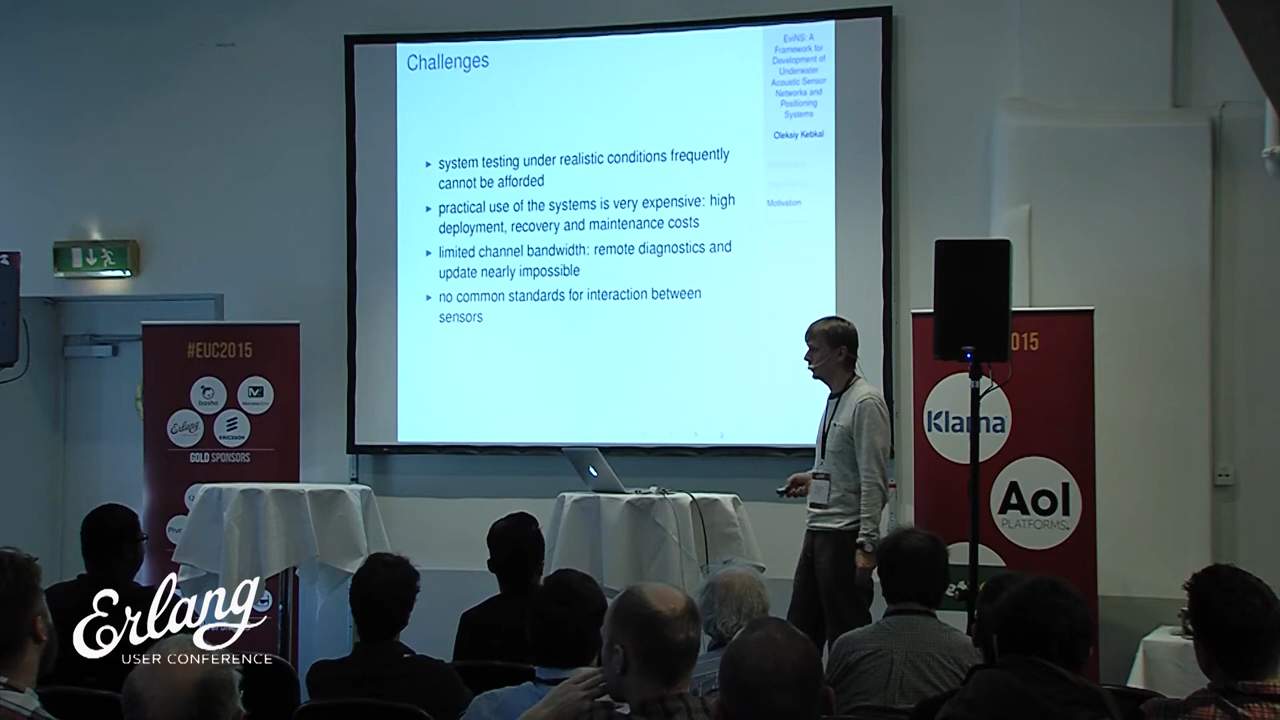 Challenges
▸ system testing under realistic conditions frequently
cannot be afforded
▸ practical use of the systems is very expensive: high
deployment, recovery and maintenance costs
▸ limited channel bandwidth: remote diagnostics and
update nearly impossible
▸ no common standards for interaction between
sensors
EviNS: A
Framework for
Development of
Underwater
Acoustic Sensor
Networks and
Positioning
Systems
Oleksiy Kebkal
Motivation
#EUC2015
basho
Erlang
ERICSSON
GOLD SPONSORS
015
Klarna
Aol
PLATFORMS.
Erlang
USER CONFERENCE